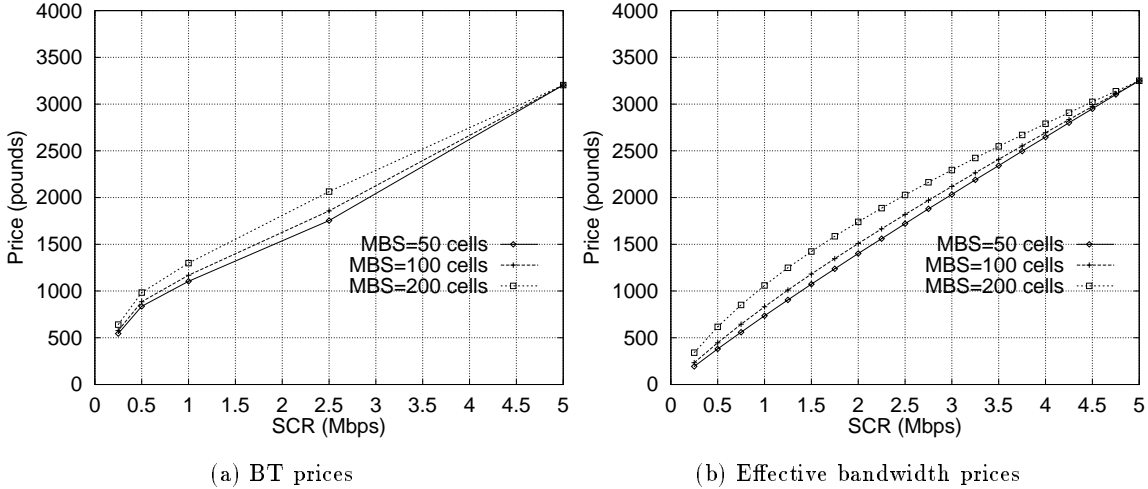 4000
3500
3000
2500
2000
1500
1000
500
0
Price (pounds)
MBS=50 cells
MBS=100 cells
MBS=200 cells
0 0.5 1 1.5 2 2.5 3 3.5 4 4.5 5
SCR (Mbps)
(a) BT prices
4000
3500
3000
2500
2000
1500
1000
500
0
Price (pounds)
MBS=50 cells
MBS=100 cells
MBS=200 cells
0 0.5 1 1.5 2 2.5 3 3.5 4 4.5 5
SCR (Mbps)
(b) Effective bandwidth prices